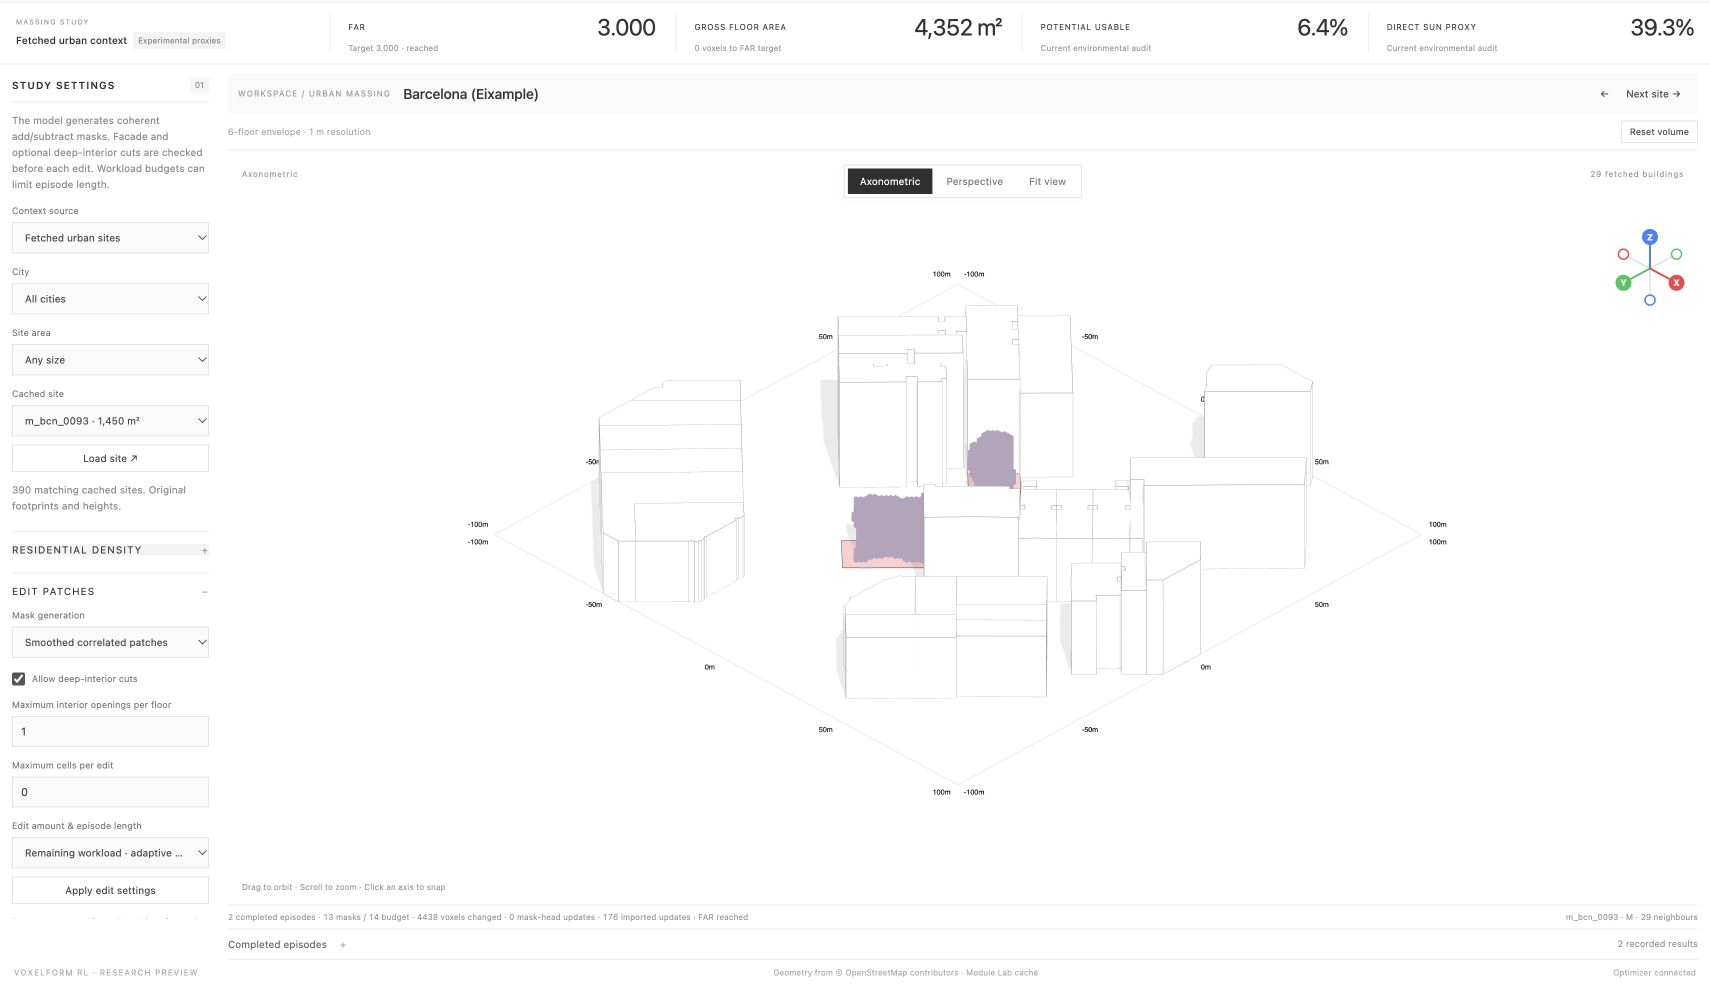 MASSING STUDY
Fetched urban context Experimental proxies
FAR
3.000
Target 3.000 · reached
GROSS FLOOR AREA
4,352 m²
0 voxels to FAR target
POTENTIAL USABLE
6.4%
Current environmental audit
DIRECT SUN PROXY
39.3%
Current environmental audit
STUDY SETTINGS
01
The model generates coherent
add/subtract masks. Facade and
optional deep-interior cuts are checked
before each edit. Workload budgets can
limit episode length.
Context source
Fetched urban sites
City
All cities
Site area
Any size
Cached site
m_bcn_0093 · 1,450 m²
Load site ↗
390 matching cached sites. Original
footprints and heights.
RESIDENTIAL DENSITY +
EDIT PATCHES −
Mask generation
Smoothed correlated patches
Allow deep-interior cuts
Maximum interior openings per floor
1
Maximum cells per edit
0
Edit amount & episode length
Remaining workload · adaptive ...
Apply edit settings
WORKSPACE / URBAN MASSING Barcelona (Eixample)
← Next site →
6-floor envelope · 1 m resolution
Reset volume
Axonometric
Axonometric Perspective Fit view
29 fetched buildings
Z
Y X
100m -100m
50m -50m
0
-50m 50m
-100m 100m
-100m 100m
-50m 50m
0m 0m
50m -50m
100m -100m
Drag to orbit · Scroll to zoom · Click an axis to snap
2 completed episodes · 13 masks / 14 budget · 4438 voxels changed · 0 mask-head updates · 176 imported updates · FAR reached
m_bcn_0093 · M · 29 neighbours
Completed episodes +
2 recorded results
VOXELFORM RL · RESEARCH PREVIEW
Geometry from © OpenStreetMap contributors · Module Lab cache
Optimizer connected